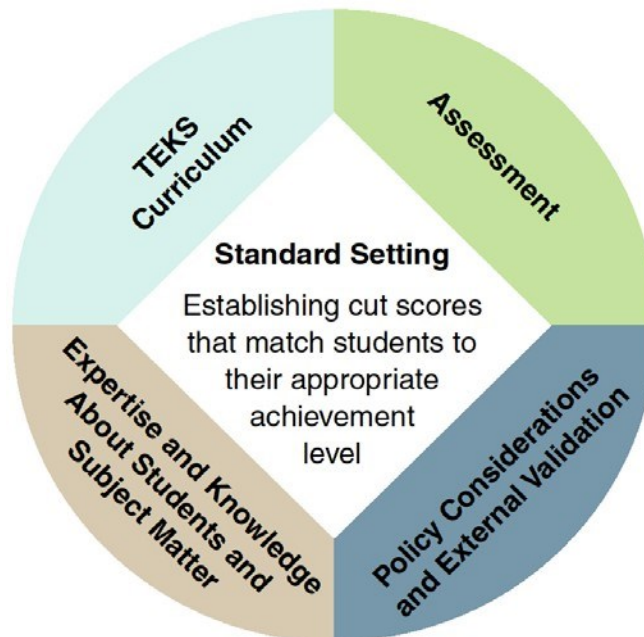 TEKS
Curriculum
Assessment
Standard Setting
Establishing cut scores
that match students to
their appropriate
achievement
level
Expertise and Knowledge
About Students and
Subject Matter
Policy Considerations
and External Validation